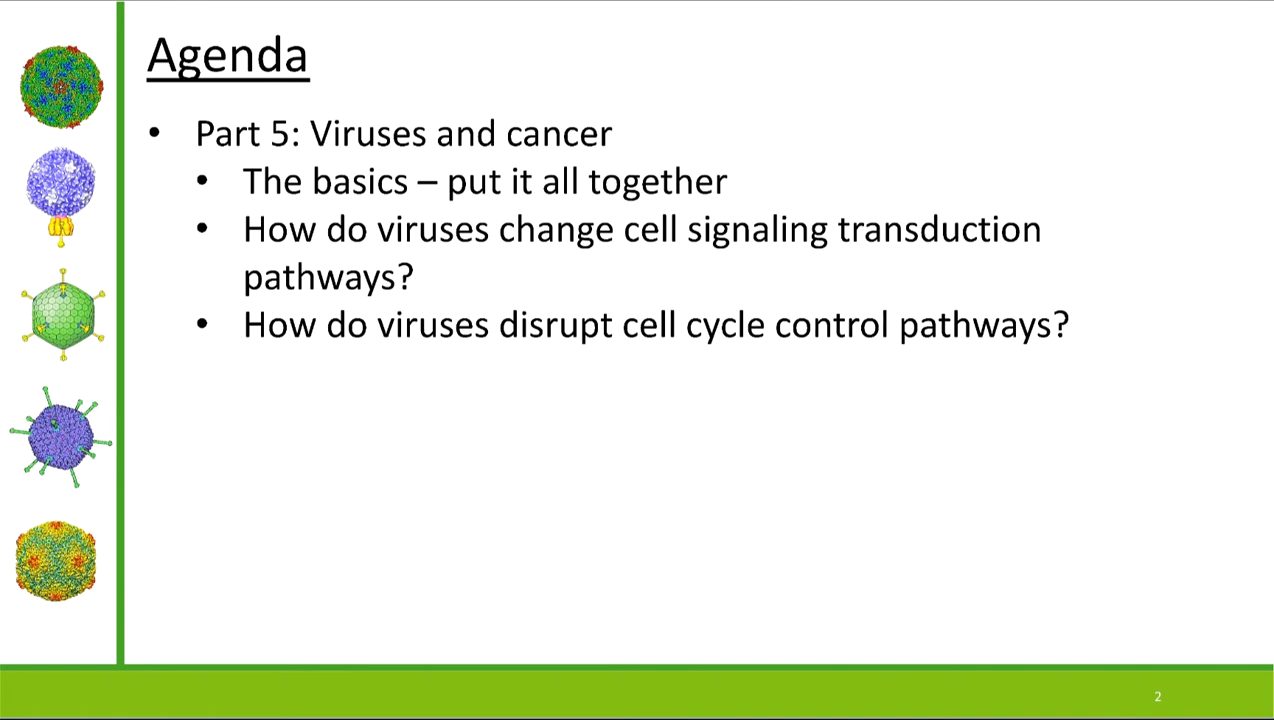 Agenda
• Part 5: Viruses and cancer
• The basics – put it all together
• How do viruses change cell signaling transduction
pathways?
• How do viruses disrupt cell cycle control pathways?
2